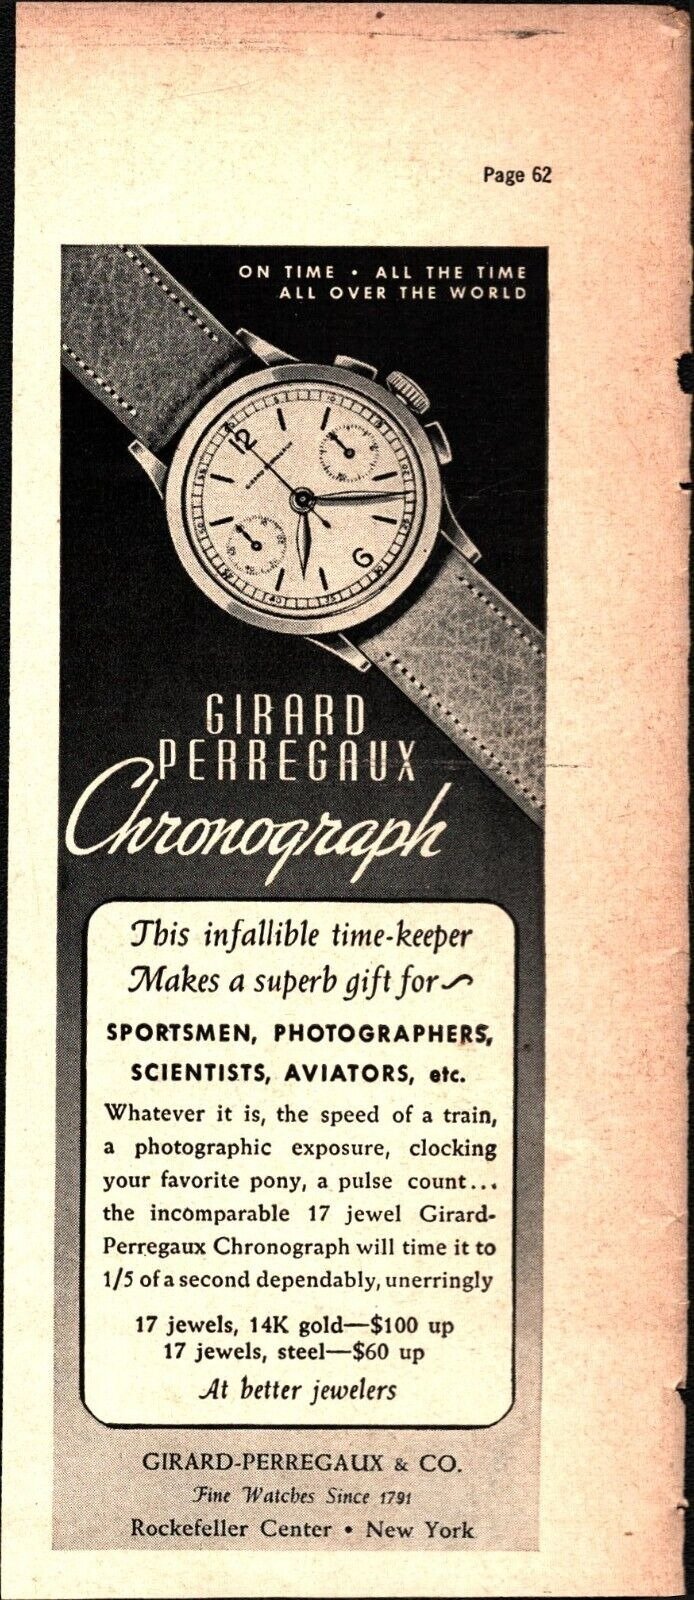 Page 62
ON TIME • ALL THE TIME
ALL OVER THE WORLD
12
6
GIRARD
PERREGAUX
Chronograph
This infallible time-keeper
Makes a superb gift for~
SPORTSMEN, PHOTOGRAPHERS,
SCIENTISTS, AVIATORS, etc.
Whatever it is, the speed of a train,
a photographic exposure, clocking
your favorite pony, a pulse count...
the incomparable 17 jewel Girard-
Perregaux Chronograph will time it to
1/5 of a second dependably, unerringly
17 jewels, 14K gold—$100 up
17 jewels, steel—$60 up
At better jewelers
GIRARD-PERREGAUX & CO.
Fine Watches Since 1791
Rockefeller Center • New York